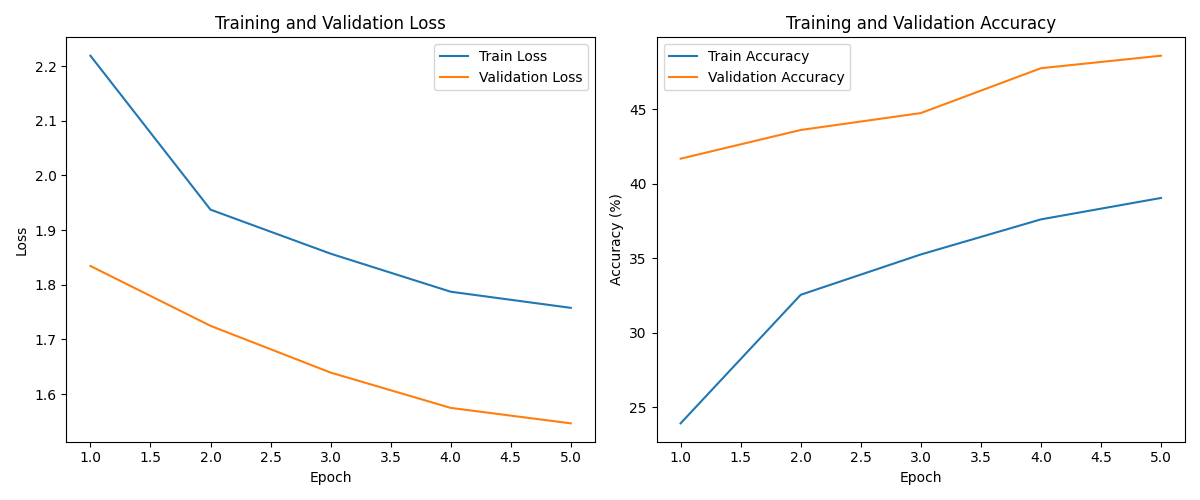 Training and Validation Loss
Train Loss
Validation Loss
2.2
2.1
2.0
1.9
1.8
1.7
1.6
Loss
1.0 1.5 2.0 2.5 3.0 3.5 4.0 4.5 5.0
Epoch
Training and Validation Accuracy
Train Accuracy
Validation Accuracy
45
40
35
30
25
Accuracy (%)
1.0 1.5 2.0 2.5 3.0 3.5 4.0 4.5 5.0
Epoch